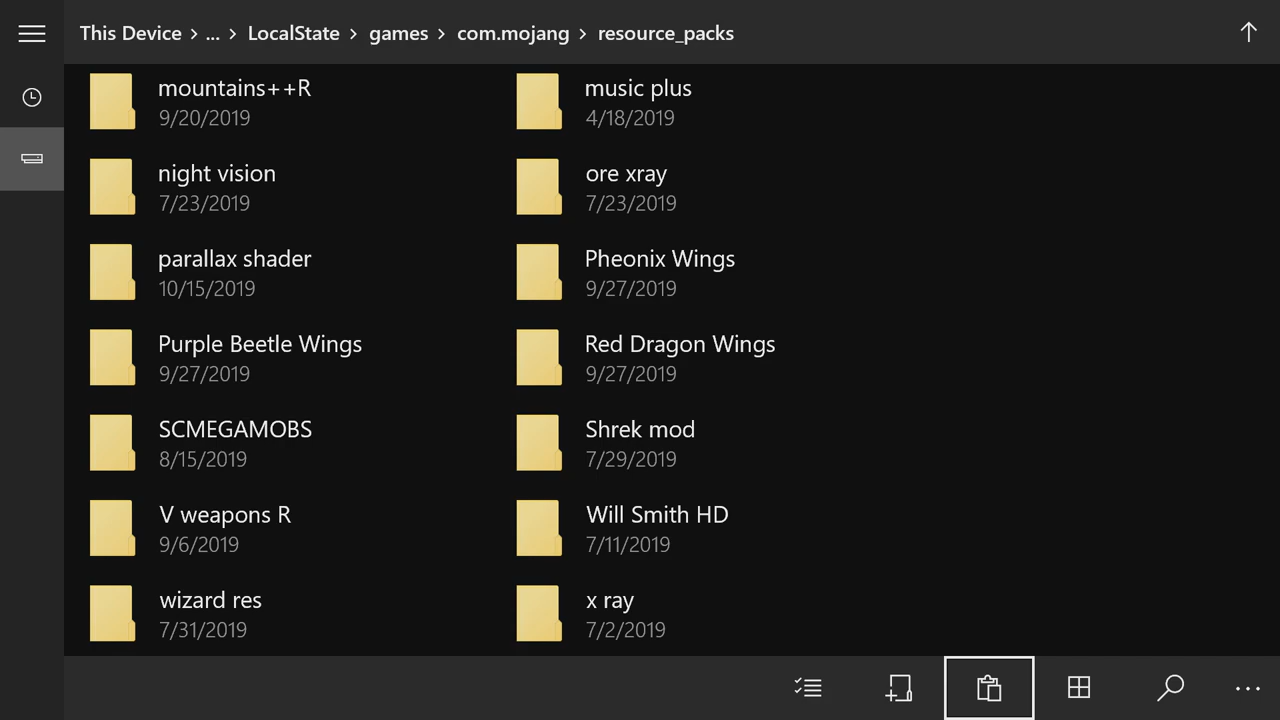 This Device > ... > LocalState > games > com.mojang > resource_packs
mountains++R
9/20/2019
music plus
4/18/2019
night vision
7/23/2019
ore xray
7/23/2019
parallax shader
10/15/2019
Pheonix Wings
9/27/2019
Purple Beetle Wings
9/27/2019
Red Dragon Wings
9/27/2019
SCMEGAMOBS
8/15/2019
Shrek mod
7/29/2019
V weapons R
9/6/2019
Will Smith HD
7/11/2019
wizard res
7/31/2019
x ray
7/2/2019